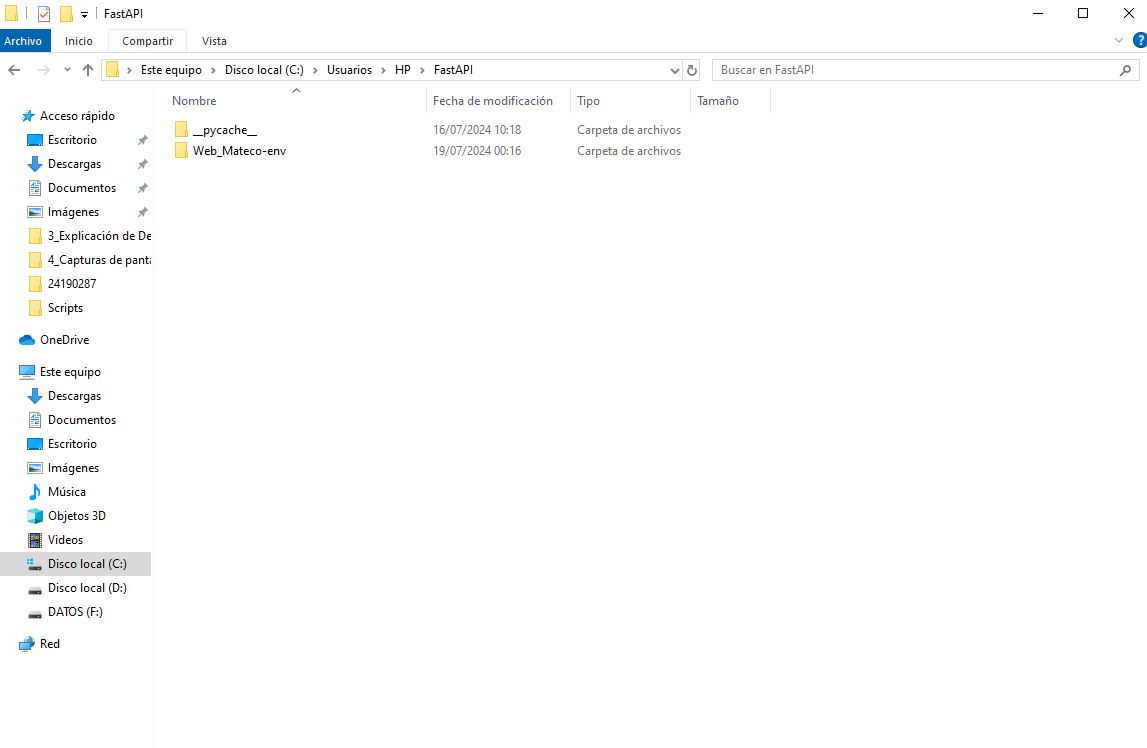 FastAPI
Archivo Inicio Compartir Vista
Este equipo Disco local (C:) Usuarios HP FastAPI Buscar en FastAPI
Nombre Fecha de modificación Tipo Tamaño
__pycache__ 16/07/2024 10:18 Carpeta de archivos
Web_Mateco-env 19/07/2024 00:16 Carpeta de archivos
Acceso rápido
Escritorio
Descargas
Documentos
Imágenes
3_Explicación de De
4_Capturas de panta
24190287
Scripts
OneDrive
Este equipo
Descargas
Documentos
Escritorio
Imágenes
Música
Objetos 3D
Videos
Disco local (C:)
Disco local (D:)
DATOS (F:)
Red